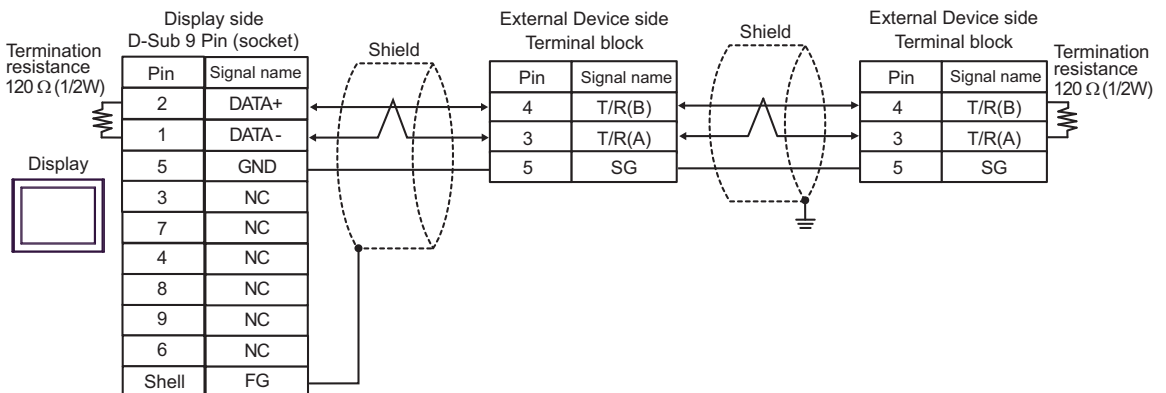 Display side
D-Sub 9 Pin (socket)
External Device side
Terminal block
External Device side
Terminal block
Termination
resistance
120 Ω (1/2W)
Shield
Shield
Termination
resistance
120 Ω (1/2W)
Pin Signal name
2 DATA+
1 DATA-
5 GND
3 NC
7 NC
4 NC
8 NC
9 NC
6 NC
Shell FG
Display
Pin Signal name
4 T/R(B)
3 T/R(A)
5 SG
Pin Signal name
4 T/R(B)
3 T/R(A)
5 SG